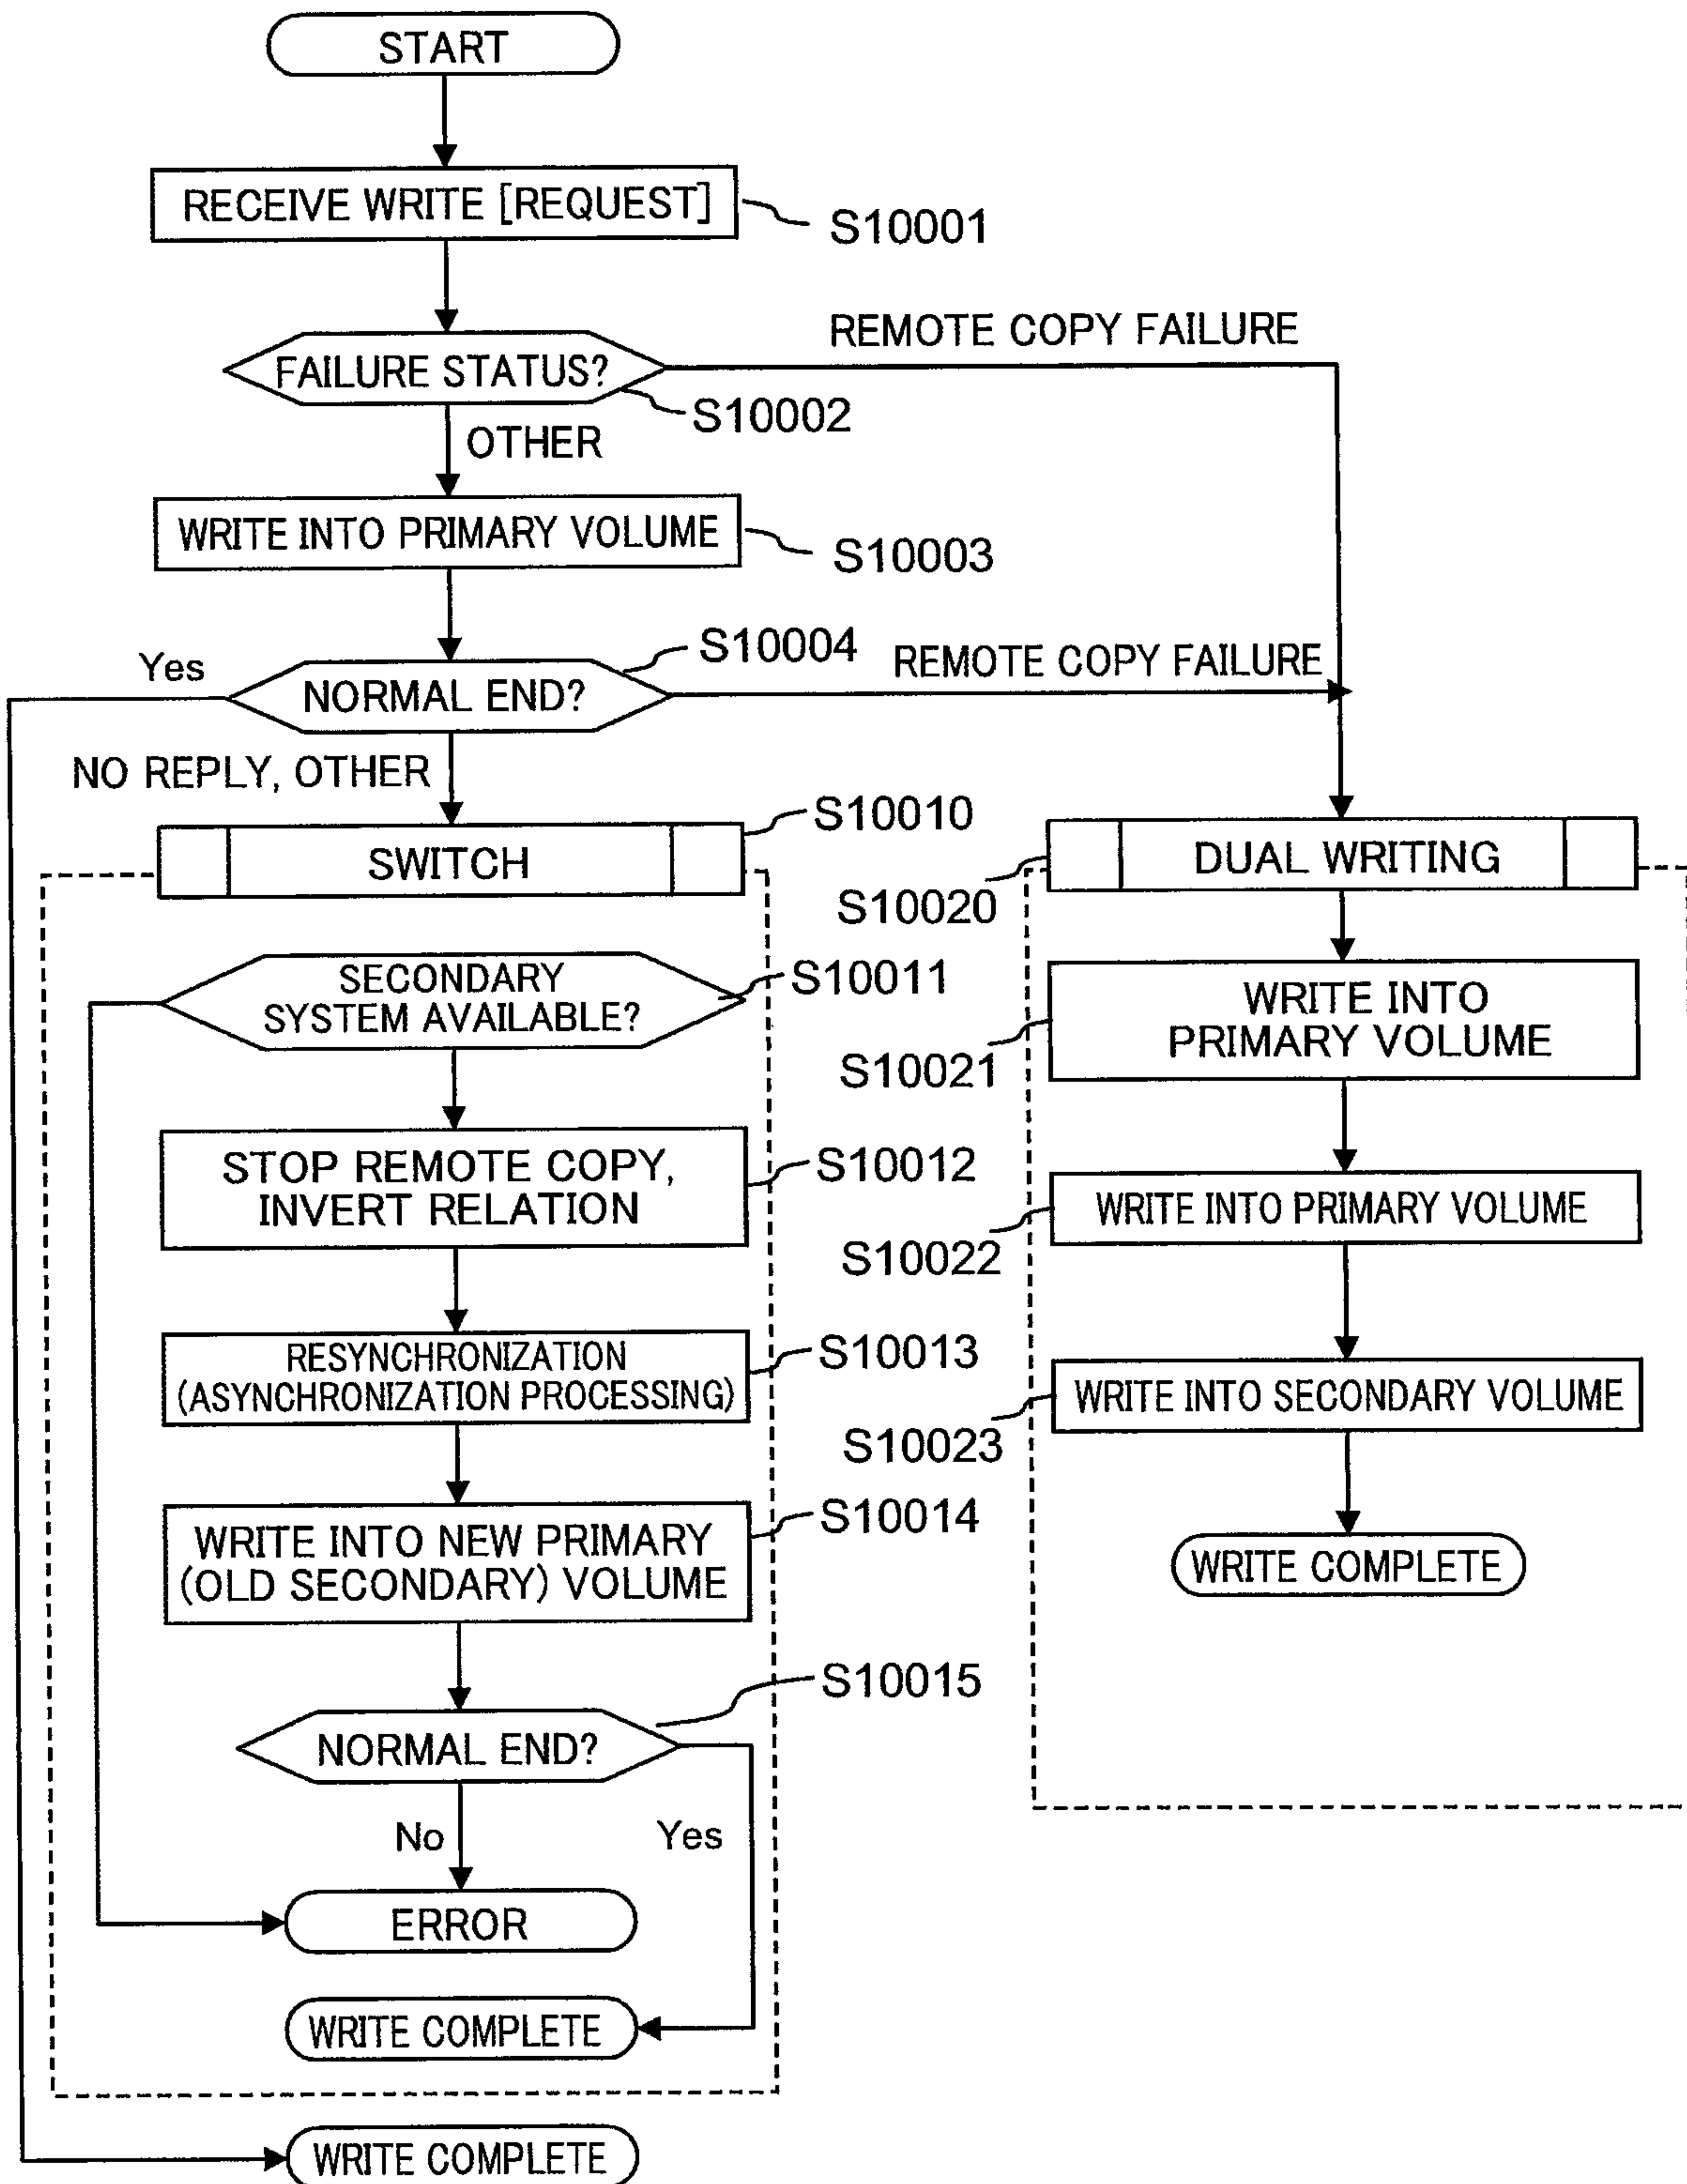 START
RECEIVE WRITE [REQUEST]
S10001
REMOTE COPY FAILURE
FAILURE STATUS?
S10002
OTHER
WRITE INTO PRIMARY VOLUME
S10003
S10004
Yes
REMOTE COPY FAILURE
NORMAL END?
NO REPLY, OTHER
S10010
SWITCH
SECONDARY
SYSTEM AVAILABLE?
S10011
STOP REMOTE COPY,
INVERT RELATION
S10012
RESYNCHRONIZATION
(ASYNCHRONIZATION PROCESSING)
S10013
WRITE INTO NEW PRIMARY
(OLD SECONDARY) VOLUME
S10014
S10015
NORMAL END?
No
Yes
ERROR
WRITE COMPLETE
WRITE COMPLETE
DUAL WRITING
S10020
WRITE INTO
PRIMARY VOLUME
S10021
WRITE INTO PRIMARY VOLUME
S10022
WRITE INTO SECONDARY VOLUME
S10023
WRITE COMPLETE